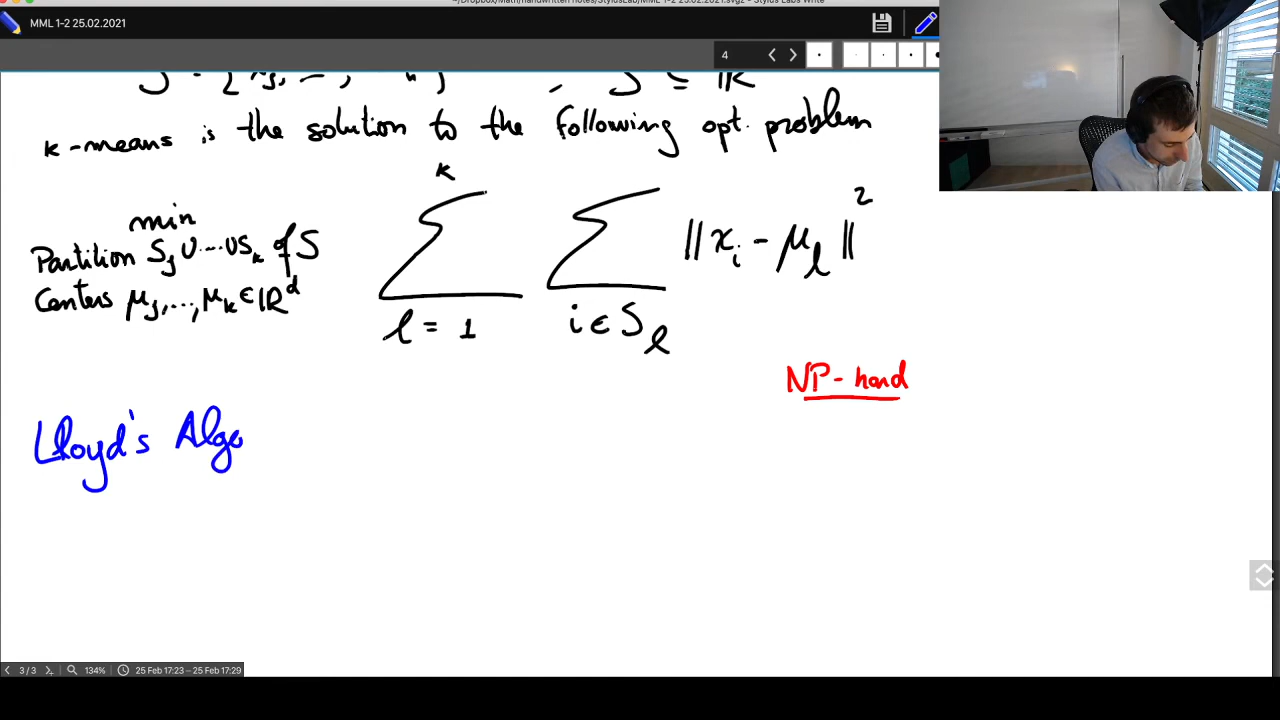 MML 1-2 25.02.2021
4
k-means is the solution to the following opt. problem
min
Partition S₁ ∪ ... ∪ Sₖ of S
Centers μ₁, ..., μₖ ∈ ℝᵈ
k
∑
l = 1
∑
i ∈ Sₗ
‖xᵢ - μₗ‖²
NP-hard
Lloyd's Algo
3/3 134% 25 Feb 17:23 – 25 Feb 17:29